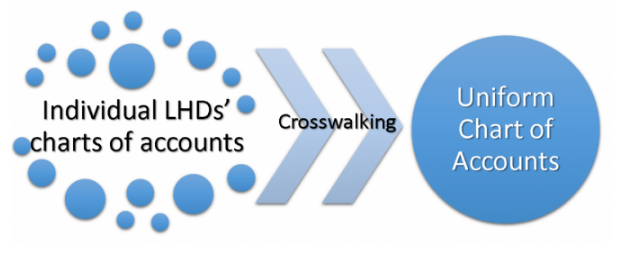 Individual LHDs'
charts of accounts
Crosswalking
Uniform
Chart of
Accounts